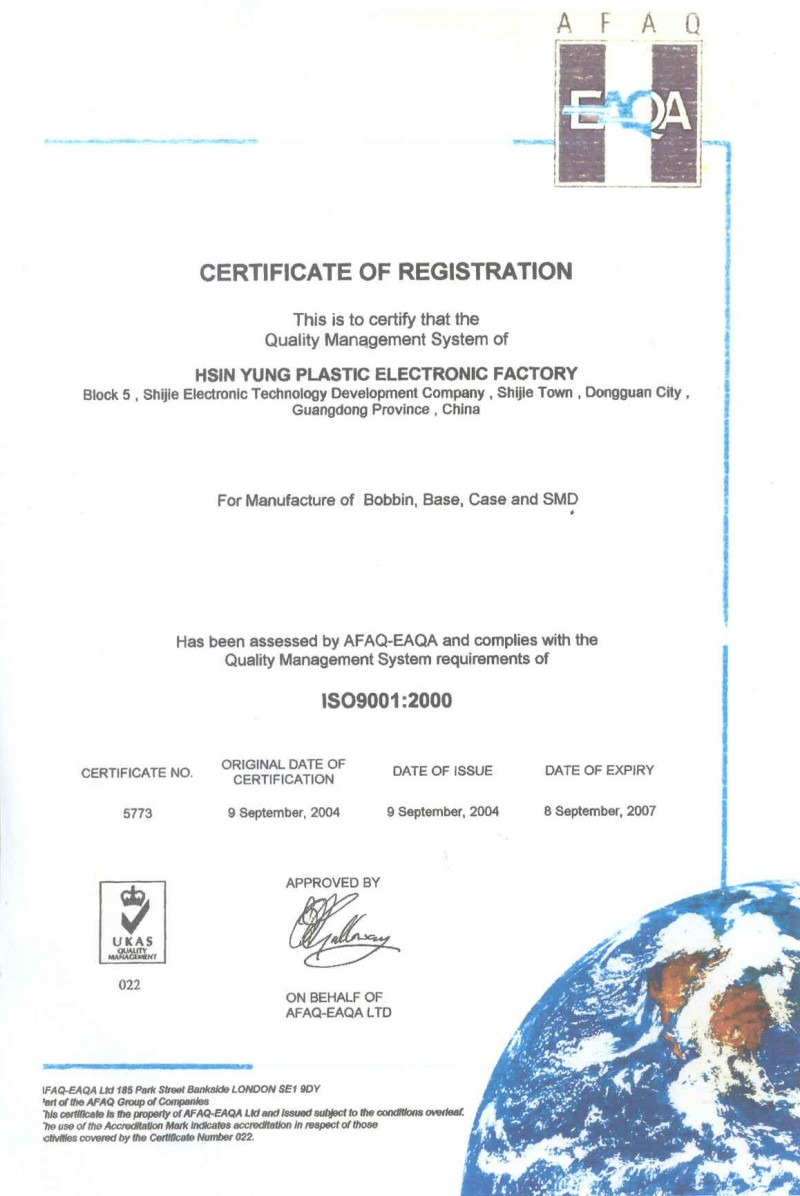 A F A Q
EAQA
CERTIFICATE OF REGISTRATION
This is to certify that the
Quality Management System of
HSIN YUNG PLASTIC ELECTRONIC FACTORY
Block 5 , Shijie Electronic Technology Development Company , Shijie Town , Dongguan City ,
Guangdong Province , China
For Manufacture of Bobbin, Base, Case and SMD
Has been assessed by AFAQ-EAQA and complies with the
Quality Management System requirements of
ISO9001:2000
CERTIFICATE NO.
5773
ORIGINAL DATE OF
CERTIFICATION
9 September, 2004
DATE OF ISSUE
9 September, 2004
DATE OF EXPIRY
8 September, 2007
UKAS
QUALITY
MANAGEMENT
022
APPROVED BY
Galloway
ON BEHALF OF
AFAQ-EAQA LTD
FAQ-EAQA Ltd 185 Park Street Bankside LONDON SE1 9DY
art of the AFAQ Group of Companies
his certificate is the property of AFAQ-EAQA Ltd and issued subject to the conditions overleaf.
he use of the Accreditation Mark indicates accreditation in respect of those
ctivities covered by the Certificate Number 022.